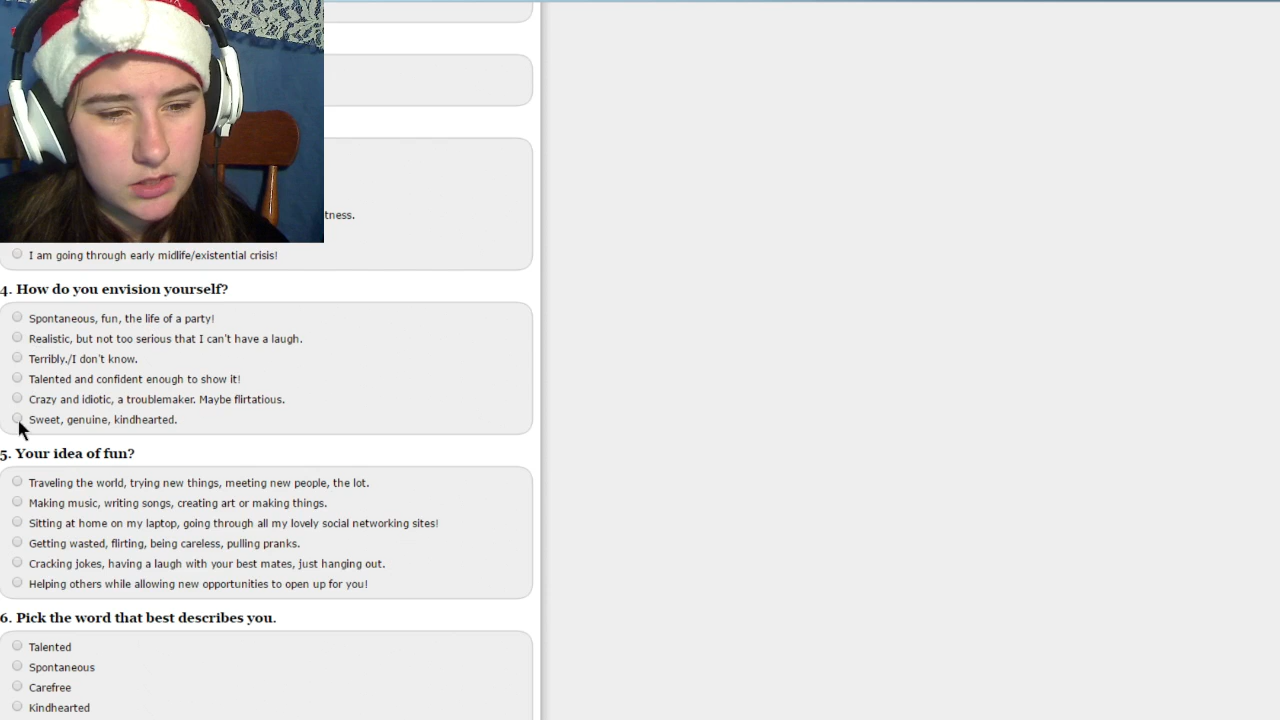 tness.
I am going through early midlife/existential crisis!
4. How do you envision yourself?
Spontaneous, fun, the life of a party!
Realistic, but not too serious that I can't have a laugh.
Terribly./I don't know.
Talented and confident enough to show it!
Crazy and idiotic, a troublemaker. Maybe flirtatious.
Sweet, genuine, kindhearted.
5. Your idea of fun?
Traveling the world, trying new things, meeting new people, the lot.
Making music, writing songs, creating art or making things.
Sitting at home on my laptop, going through all my lovely social networking sites!
Getting wasted, flirting, being careless, pulling pranks.
Cracking jokes, having a laugh with your best mates, just hanging out.
Helping others while allowing new opportunities to open up for you!
6. Pick the word that best describes you.
Talented
Spontaneous
Carefree
Kindhearted